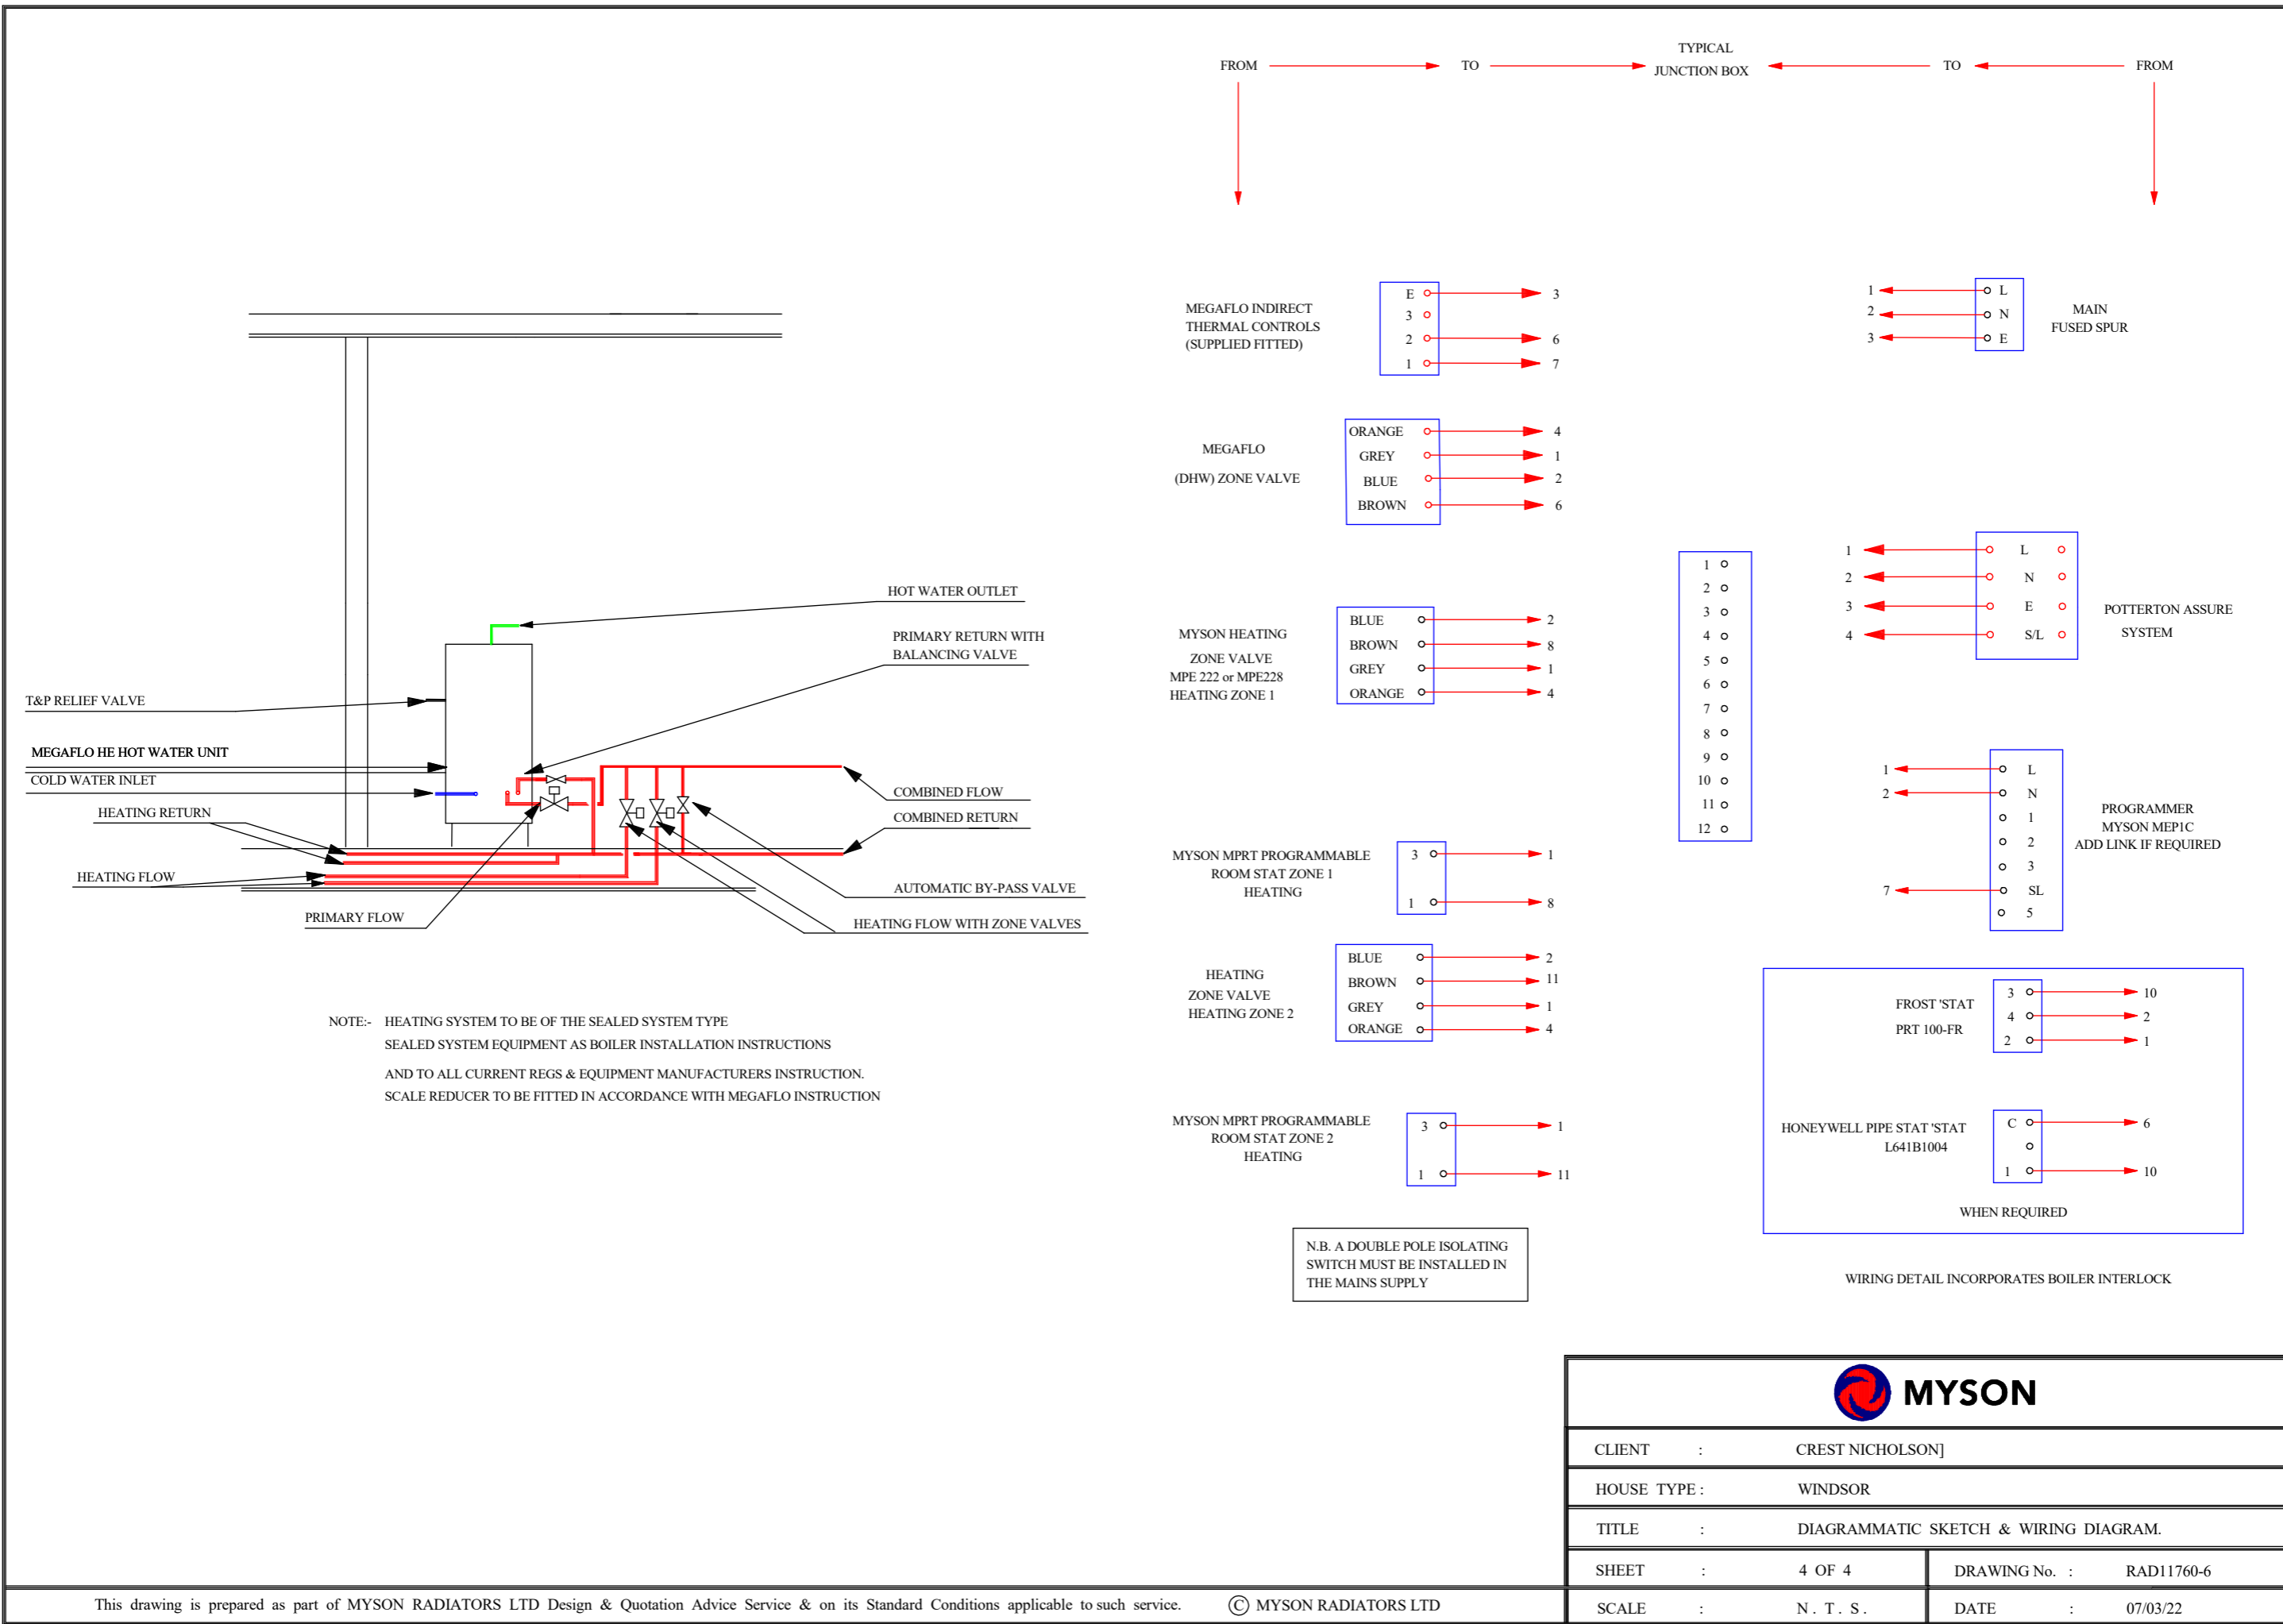 FROM TO TYPICAL JUNCTION BOX TO FROM
MEGAFLO INDIRECT
THERMAL CONTROLS
(SUPPLIED FITTED)
E 3
3
2 6
1 7
MEGAFLO
(DHW) ZONE VALVE
ORANGE 4
GREY 1
BLUE 2
BROWN 6
MYSON HEATING
ZONE VALVE
MPE 222 or MPE228
HEATING ZONE 1
BLUE 2
BROWN 8
GREY 1
ORANGE 4
MYSON MPRT PROGRAMMABLE
ROOM STAT ZONE 1
HEATING
3 1
1 8
HEATING
ZONE VALVE
HEATING ZONE 2
BLUE 2
BROWN 11
GREY 1
ORANGE 4
MYSON MPRT PROGRAMMABLE
ROOM STAT ZONE 2
HEATING
3 1
1 11
N.B. A DOUBLE POLE ISOLATING
SWITCH MUST BE INSTALLED IN
THE MAINS SUPPLY
1
2
3
4
5
6
7
8
9
10
11
12
1 L
2 N
3 E
MAIN
FUSED SPUR
1 L
2 N
3 E
4 S/L
POTTERTON ASSURE
SYSTEM
1 L
2 N
1
2
3
7 SL
5
PROGRAMMER
MYSON MEP1C
ADD LINK IF REQUIRED
FROST 'STAT
PRT 100-FR
3 10
4 2
2 1
HONEYWELL PIPE STAT 'STAT
L641B1004
C 6
1 10
WHEN REQUIRED
WIRING DETAIL INCORPORATES BOILER INTERLOCK
HOT WATER OUTLET
PRIMARY RETURN WITH
BALANCING VALVE
T&P RELIEF VALVE
MEGAFLO HE HOT WATER UNIT
COLD WATER INLET
HEATING RETURN
HEATING FLOW
PRIMARY FLOW
COMBINED FLOW
COMBINED RETURN
AUTOMATIC BY-PASS VALVE
HEATING FLOW WITH ZONE VALVES
NOTE:- HEATING SYSTEM TO BE OF THE SEALED SYSTEM TYPE
SEALED SYSTEM EQUIPMENT AS BOILER INSTALLATION INSTRUCTIONS
AND TO ALL CURRENT REGS & EQUIPMENT MANUFACTURERS INSTRUCTION.
SCALE REDUCER TO BE FITTED IN ACCORDANCE WITH MEGAFLO INSTRUCTION
MYSON
CLIENT : CREST NICHOLSON]
HOUSE TYPE : WINDSOR
TITLE : DIAGRAMMATIC SKETCH & WIRING DIAGRAM.
SHEET : 4 OF 4 DRAWING No. : RAD11760-6
SCALE : N . T . S . DATE : 07/03/22
This drawing is prepared as part of MYSON RADIATORS LTD Design & Quotation Advice Service & on its Standard Conditions applicable to such service. © MYSON RADIATORS LTD